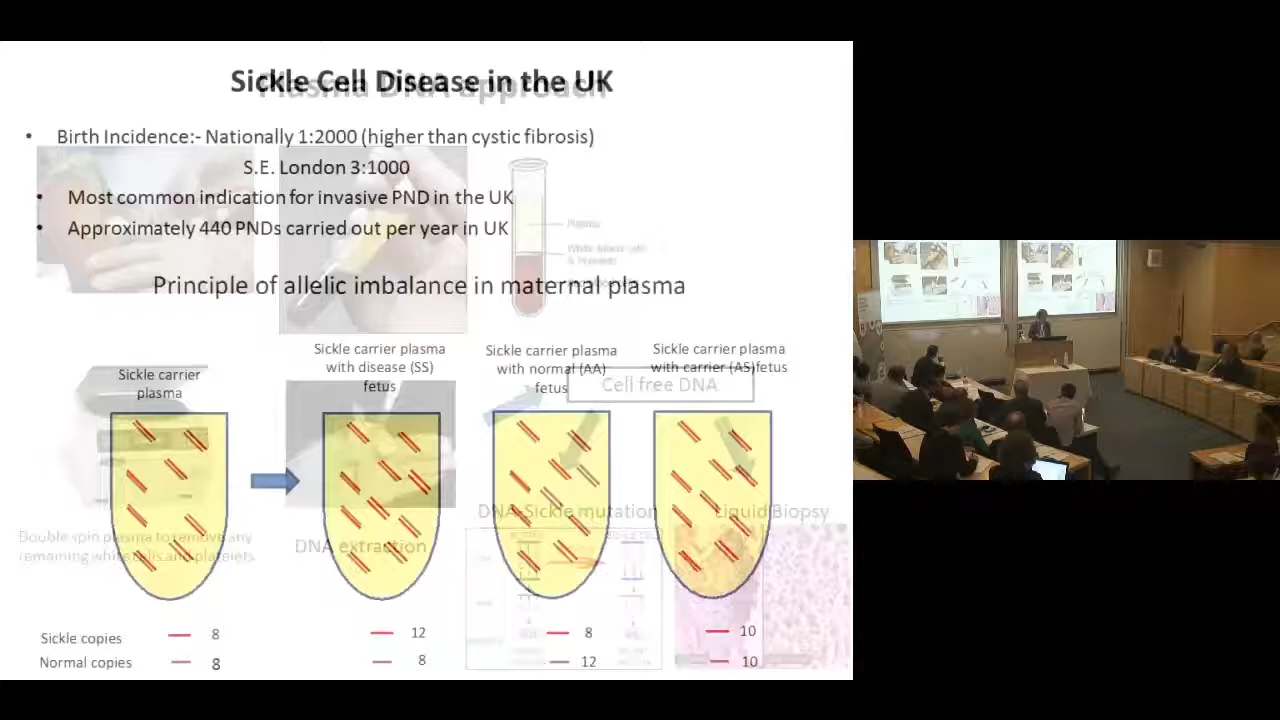 Sickle Cell Disease in the UK
Plasma DNA approach
• Birth Incidence:- Nationally 1:2000 (higher than cystic fibrosis)
S.E. London 3:1000
• Most common indication for invasive PND in the UK
• Approximately 440 PNDs carried out per year in UK
Plasma
Principle of allelic imbalance in maternal plasma
Sickle carrier
plasma
Sickle carrier plasma
with disease (SS)
fetus
Sickle carrier plasma
with normal (AA)
fetus
Sickle carrier plasma
with carrier (AS)fetus
Cell free DNA
DNA-Sickle mutation
Liquid Biopsy
Double spin plasma to remove any
remaining white cells and platelets
DNA extraction
Sickle copies 8 12 8 10
Normal copies 8 8 12 10